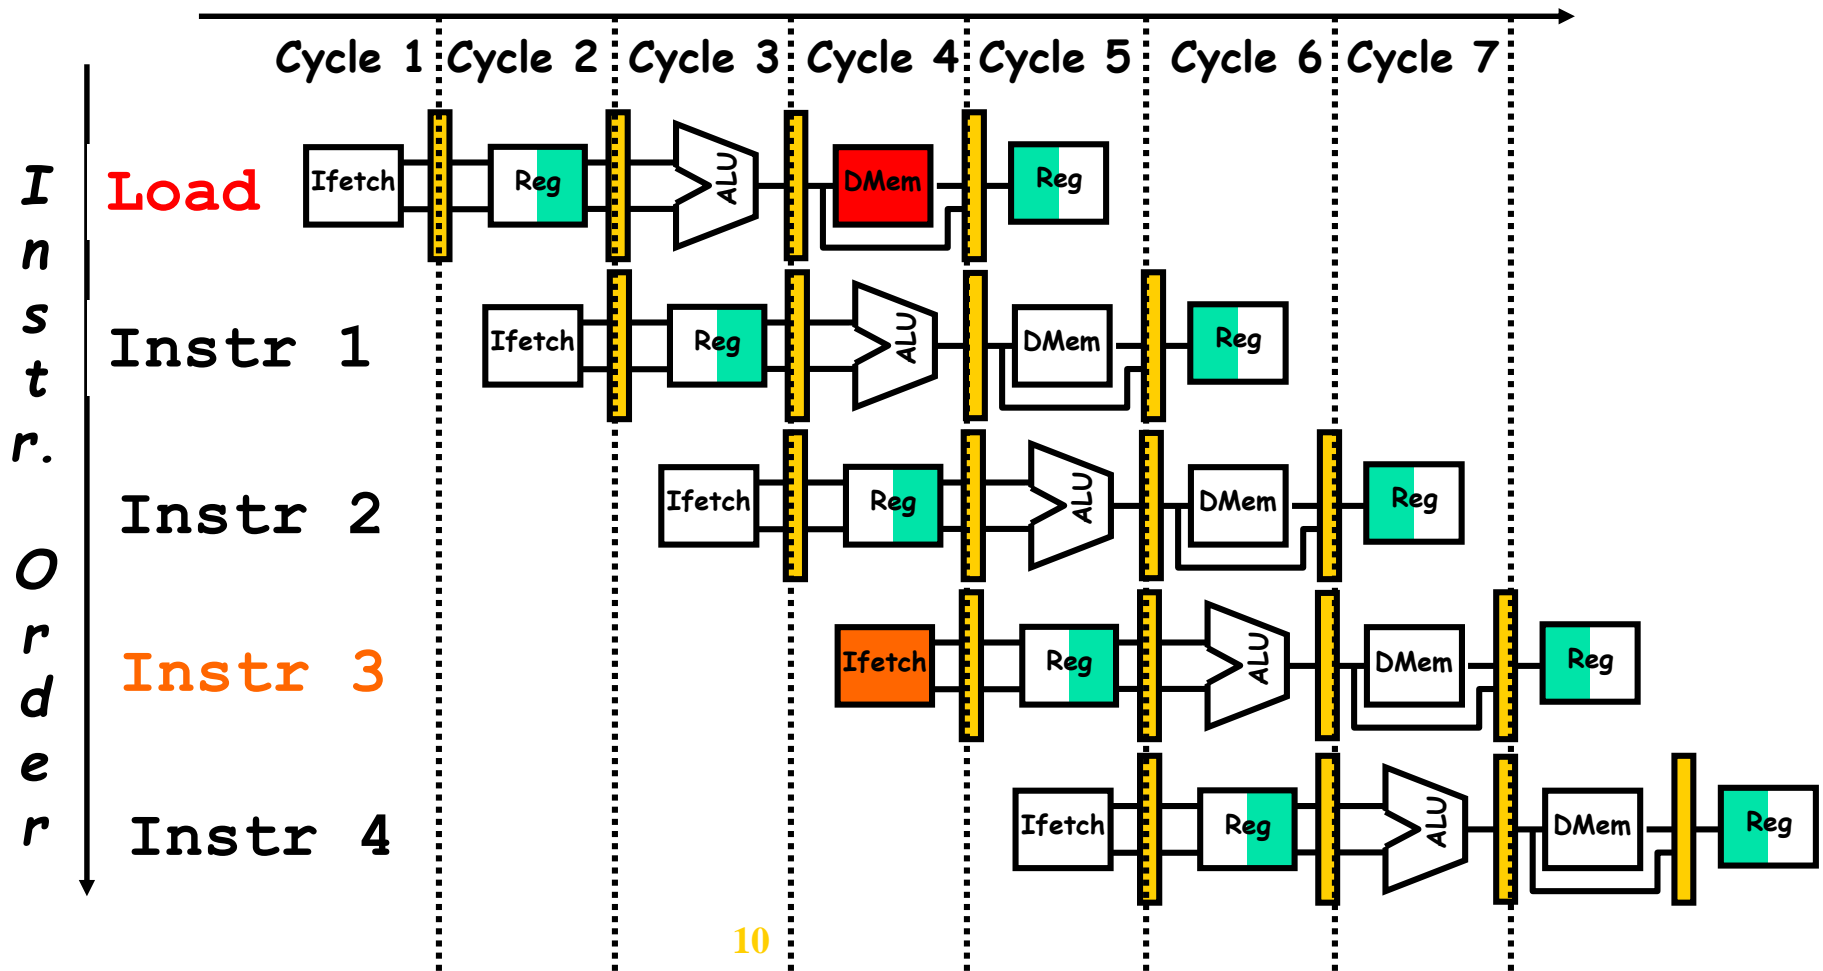 Cycle 1 Cycle 2 Cycle 3 Cycle 4 Cycle 5 Cycle 6 Cycle 7
Instr. Order
Load Ifetch Reg ALU DMem Reg
Instr 1 Ifetch Reg ALU DMem Reg
Instr 2 Ifetch Reg ALU DMem Reg
Instr 3 Ifetch Reg ALU DMem Reg
Instr 4 Ifetch Reg ALU DMem Reg
10